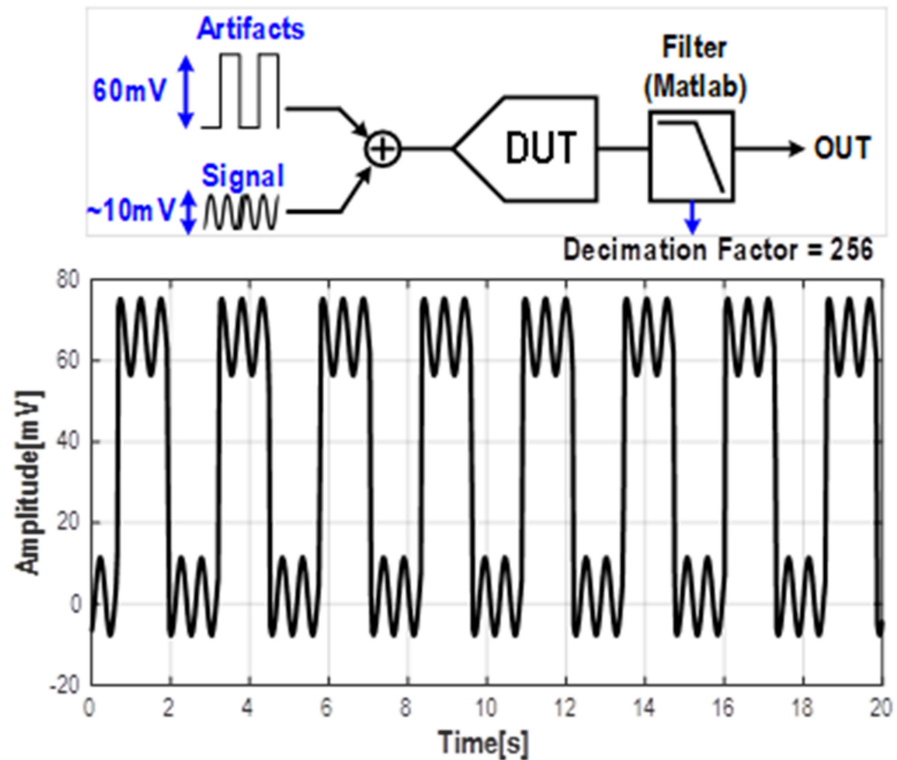 Artifacts
60mV
Signal
~10mV
DUT
Filter
(Matlab)
OUT
Decimation Factor = 256
Amplitude[mV]
80
60
40
20
0
-20
0 2 4 6 8 10 12 14 16 18 20
Time[s]